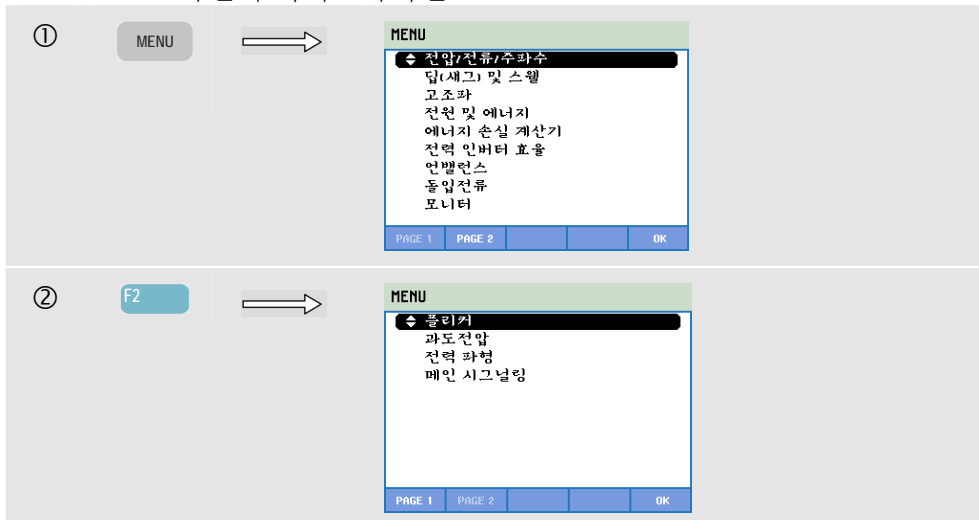 ①
MENU
MENU
전압/전류/주파수
딥(새그) 및 스웰
고조파
전원 및 에너지
에너지 손실 계산기
전력 인버터 효율
언밸런스
돌입전류
모니터
PAGE 1 PAGE 2 OK
②
F2
MENU
플리커
과도전압
전력 파형
메인 시그널링
PAGE 1 PAGE 2 OK